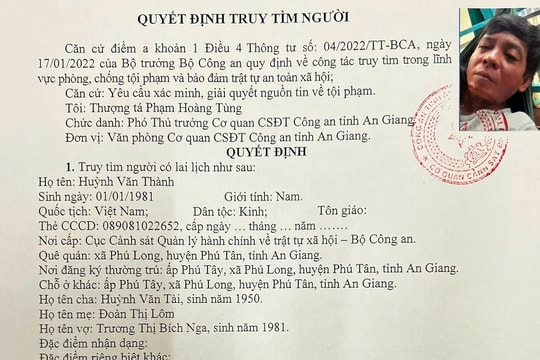 QUYẾT ĐỊNH TRUY TÌM NGƯỜI
Căn cứ điểm a khoản 1 Điều 4 Thông tư số: 04/2022/TT-BCA, ngày
17/01/2022 của Bộ trưởng Bộ Công an quy định về công tác truy tìm trong lĩnh
vực phòng, chống tội phạm và bảo đảm trật tự an toàn xã hội;
Căn cứ: Yêu cầu xác minh, giải quyết nguồn tin về tội phạm.
Tôi: Thượng tá Phạm Hoàng Tùng
Chức danh: Phó Thủ trưởng Cơ quan CSĐT Công an tỉnh An Giang.
Đơn vị: Văn phòng Cơ quan CSĐT Công an tỉnh An Giang.
QUYẾT ĐỊNH
1. Truy tìm người có lai lịch như sau:
Họ tên: Huỳnh Văn Thành
Sinh ngày: 01/01/1981 Giới tính: Nam.
Quốc tịch: Việt Nam; Dân tộc: Kinh; Tôn giáo:
Thẻ CCCD: 089081022652, cấp ngày … tháng … năm …….
Nơi cấp: Cục Cảnh sát Quản lý hành chính về trật tự xã hội – Bộ Công an.
Quê quán: xã Phú Long, huyện Phú Tân, tỉnh An Giang.
Nơi đăng ký thường trú: ấp Phú Tây, xã Phú Long, huyện Phú Tân, tỉnh An Giang.
Chỗ ở khác: ấp Phú Tây, xã Phú Long, huyện Phú Tân, tỉnh An Giang.
Họ tên cha: Huỳnh Văn Tài, sinh năm 1950.
Họ tên mẹ: Đoàn Thị Lôm
Họ tên vợ: Trương Thị Bích Nga, sinh năm 1981.
Đặc điểm nhận dạng:
Đặc điểm riêng biệt khác:
CƠ QUAN CẢNH SÁT